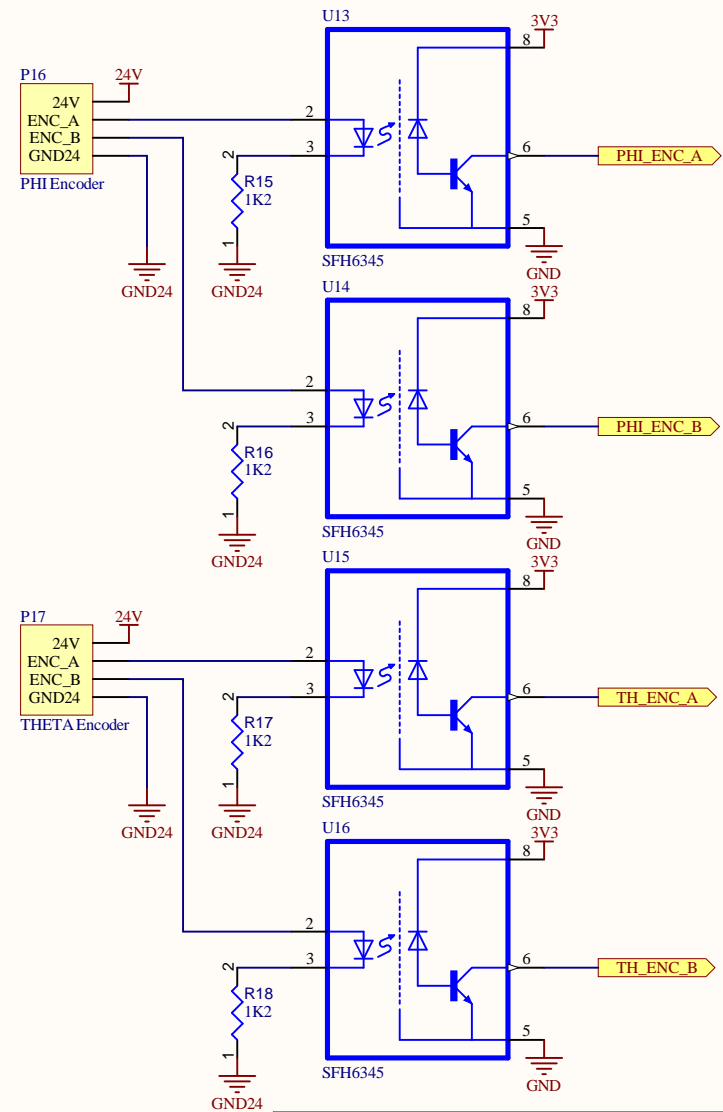 U13
3V3
8
P16
24V
24V
ENC_A
ENC_B
GND24
PHI Encoder
2
3
6
PHI_ENC_A
2
R15
1K2
1
5
GND24
GND24
SFH6345
GND
U14
3V3
8
2
3
6
PHI_ENC_B
2
R16
1K2
1
5
GND24
SFH6345
GND
U15
3V3
8
P17
24V
24V
ENC_A
ENC_B
GND24
THETA Encoder
2
3
6
TH_ENC_A
2
R17
1K2
1
5
GND24
GND24
SFH6345
GND
U16
3V3
8
2
3
6
TH_ENC_B
2
R18
1K2
1
5
GND24
SFH6345
GND